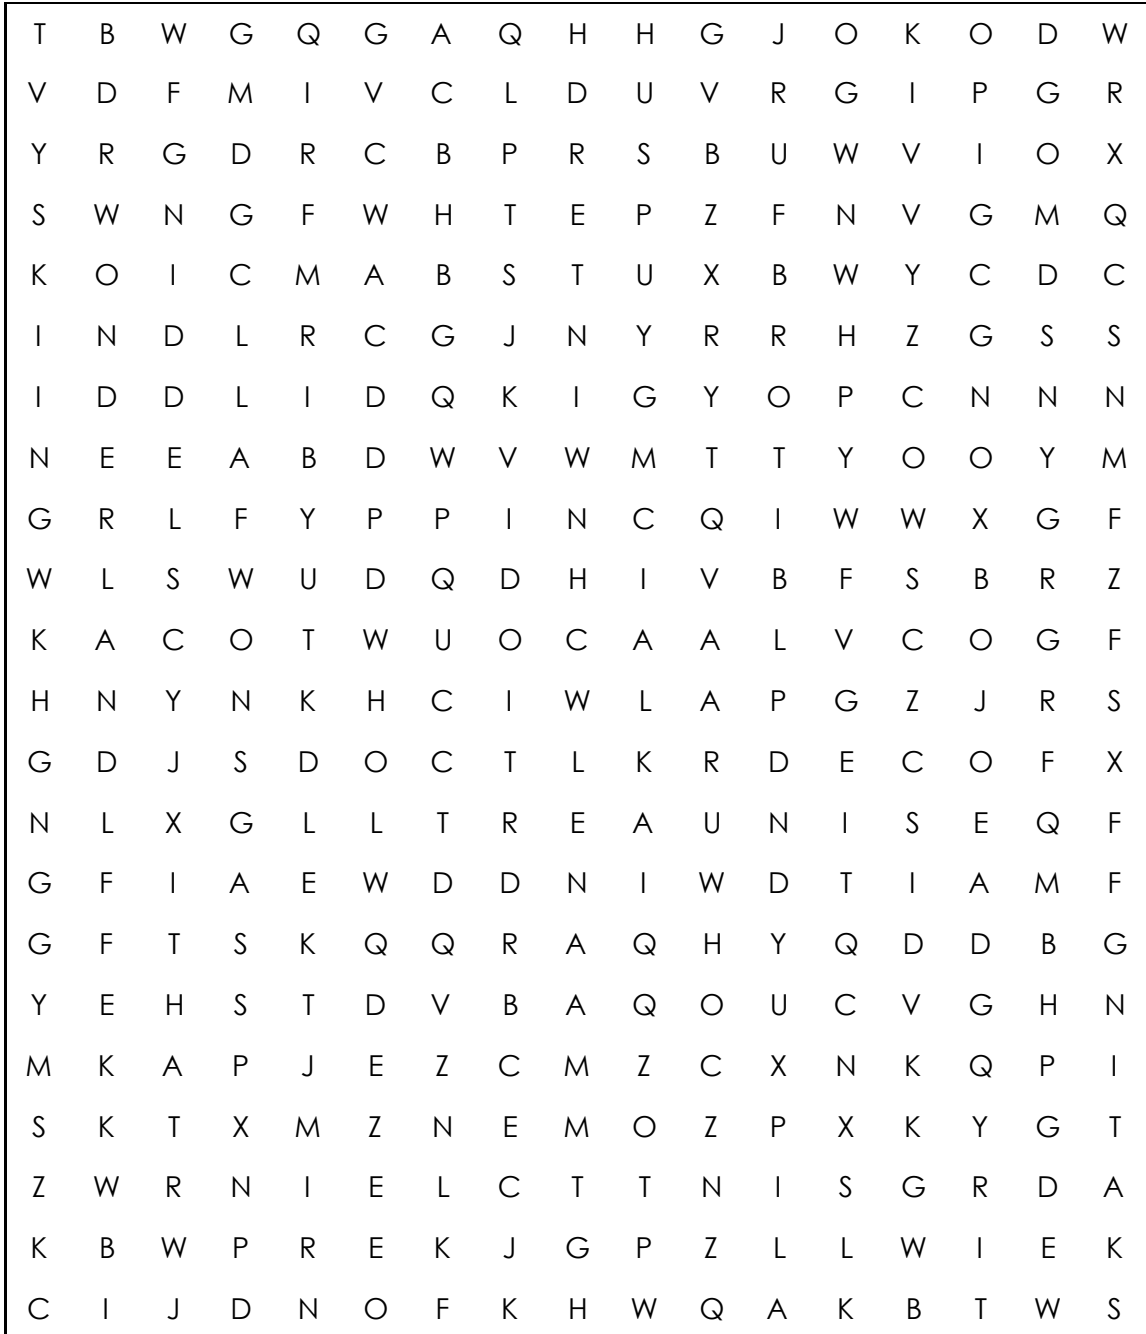 T B W G Q G A Q H H G J O K O D W
V D F M I V C L D U V R G I P G R
Y R G D R C B P R S B U W V I O X
S W N G F W H T E P Z F N V G M Q
K O I C M A B S T U X B W Y C D C
I N D L R C G J N Y R R H Z G S S
I D D L I D Q K I G Y O P C N N N
N E E A B D W V W M T T Y O O Y M
G R L F Y P P I N C Q I W W X G F
W L S W U D Q D H I V B F S B R Z
K A C O T W U O C A A L V C O G F
H N Y N K H C I W L A P G Z J R S
G D J S D O C T L K R D E C O F X
N L X G L L T R E A U N I S E Q F
G F I A E W D D N I W D T I A M F
G F T S K Q Q R A Q H Y Q D D B G
Y E H S T D V B A Q O U C V G H N
M K A P J E Z C M Z C X N K Q P I
S K T X M Z N E M O Z P X K Y G T
Z W R N I E L C T T N I S G R D A
K B W P R E K J G P Z L L W I E K
C I J D N O F K H W Q A K B T W S